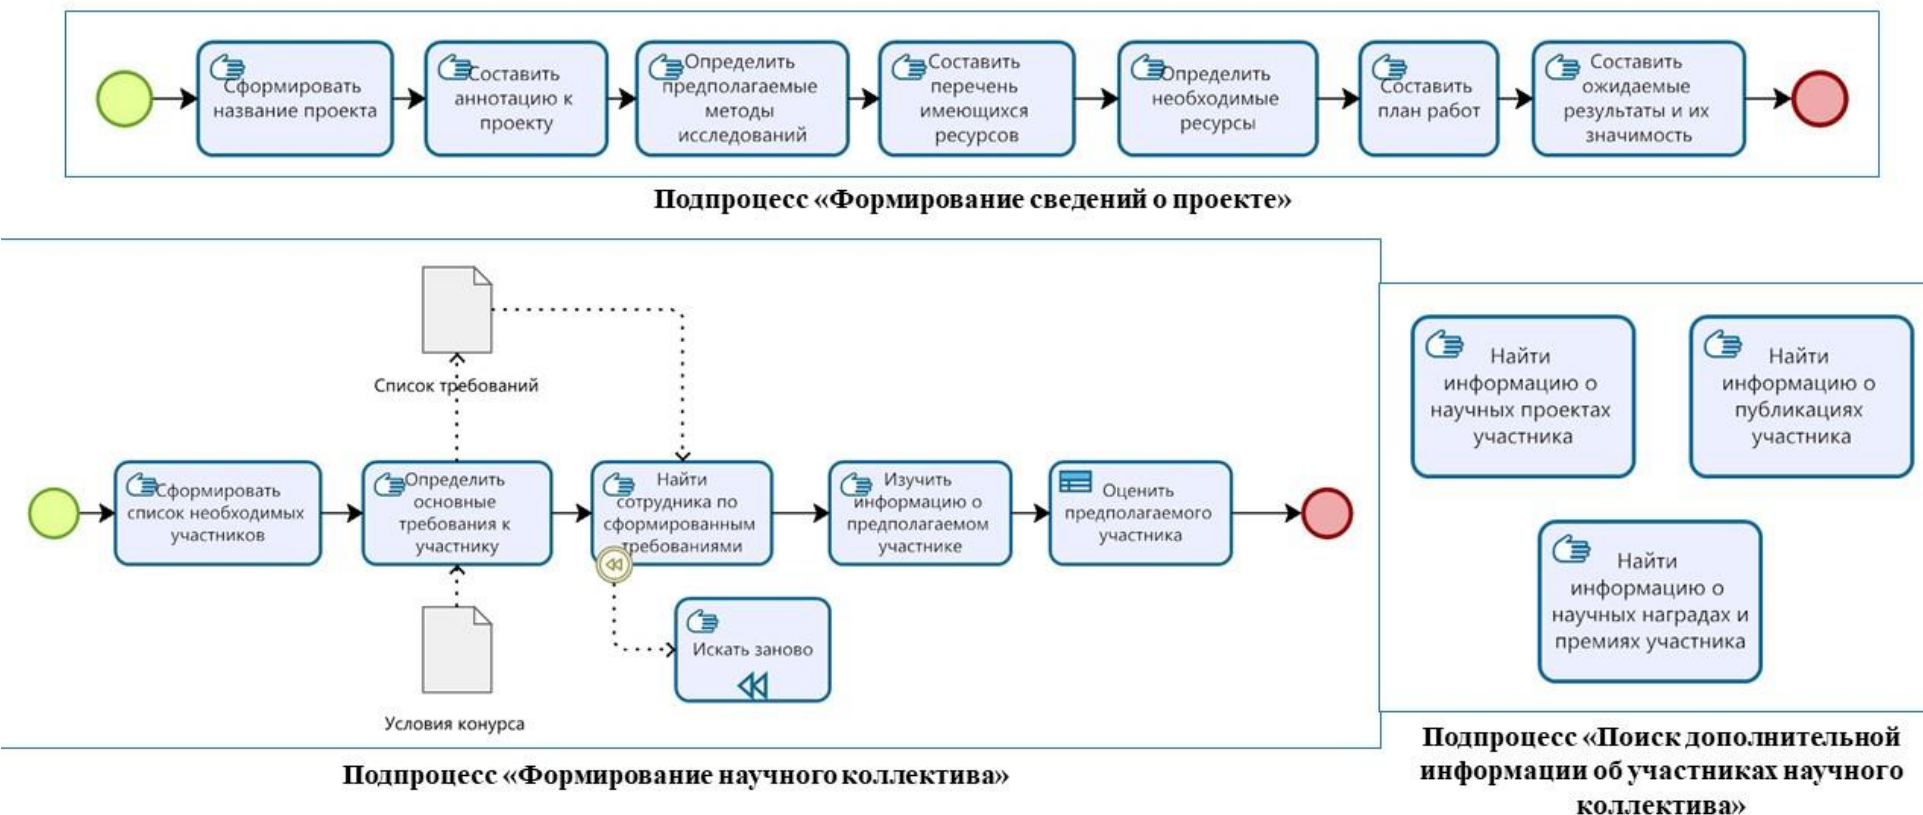 Сформировать
название проекта
Составить
аннотацию к
проекту
Определить
предполагаемые
методы
исследований
Составить
перечень
имеющихся
ресурсов
Определить
необходимые
ресурсы
Составить
план работ
Составить
ожидаемые
результаты и их
значимость
Подпроцесс «Формирование сведений о проекте»
Список требований
Сформировать
список необходимых
участников
Определить
основные
требования к
участнику
Найти
сотрудника по
сформированным
требованиями
Изучить
информацию о
предполагаемом
участнике
Оценить
предполагаемого
участника
Искать заново
Условия конурса
Подпроцесс «Формирование научного коллектива»
Найти
информацию о
научных проектах
участника
Найти
информацию о
публикациях
участника
Найти
информацию о
научных наградах и
премиях участника
Подпроцесс «Поиск дополнительной
информации об участниках научного
коллектива»